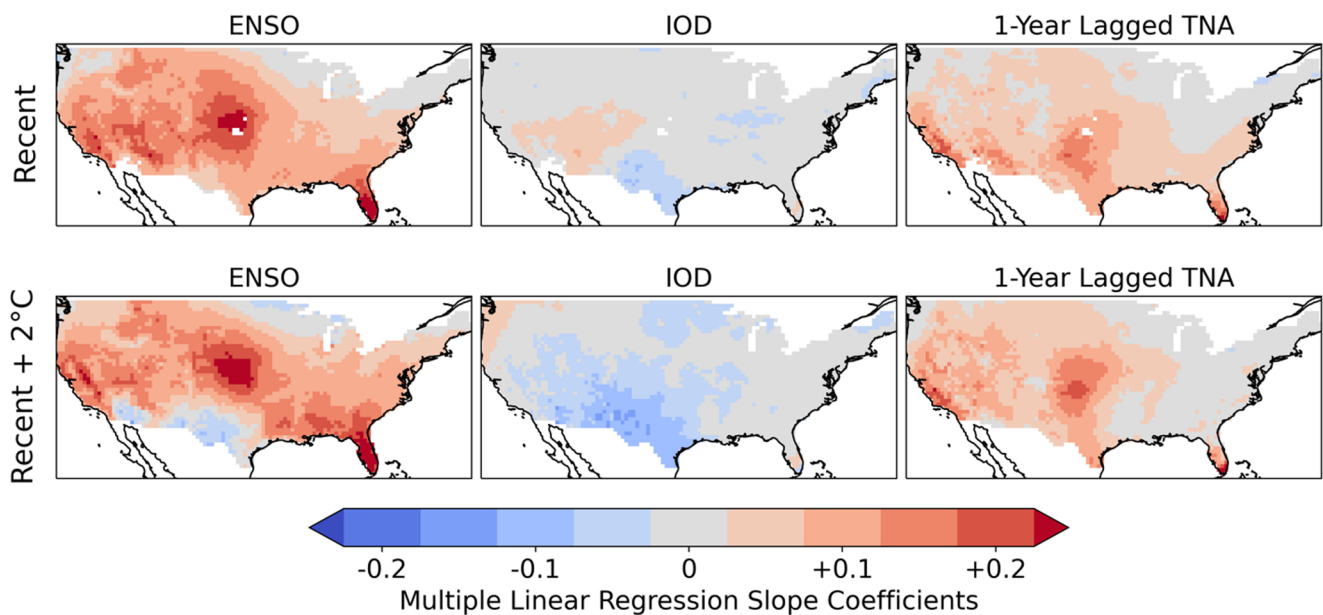 ENSO
IOD
1-Year Lagged TNA
Recent
ENSO
IOD
1-Year Lagged TNA
Recent + 2°C
-0.2
-0.1
0
+0.1
+0.2
Multiple Linear Regression Slope Coefficients